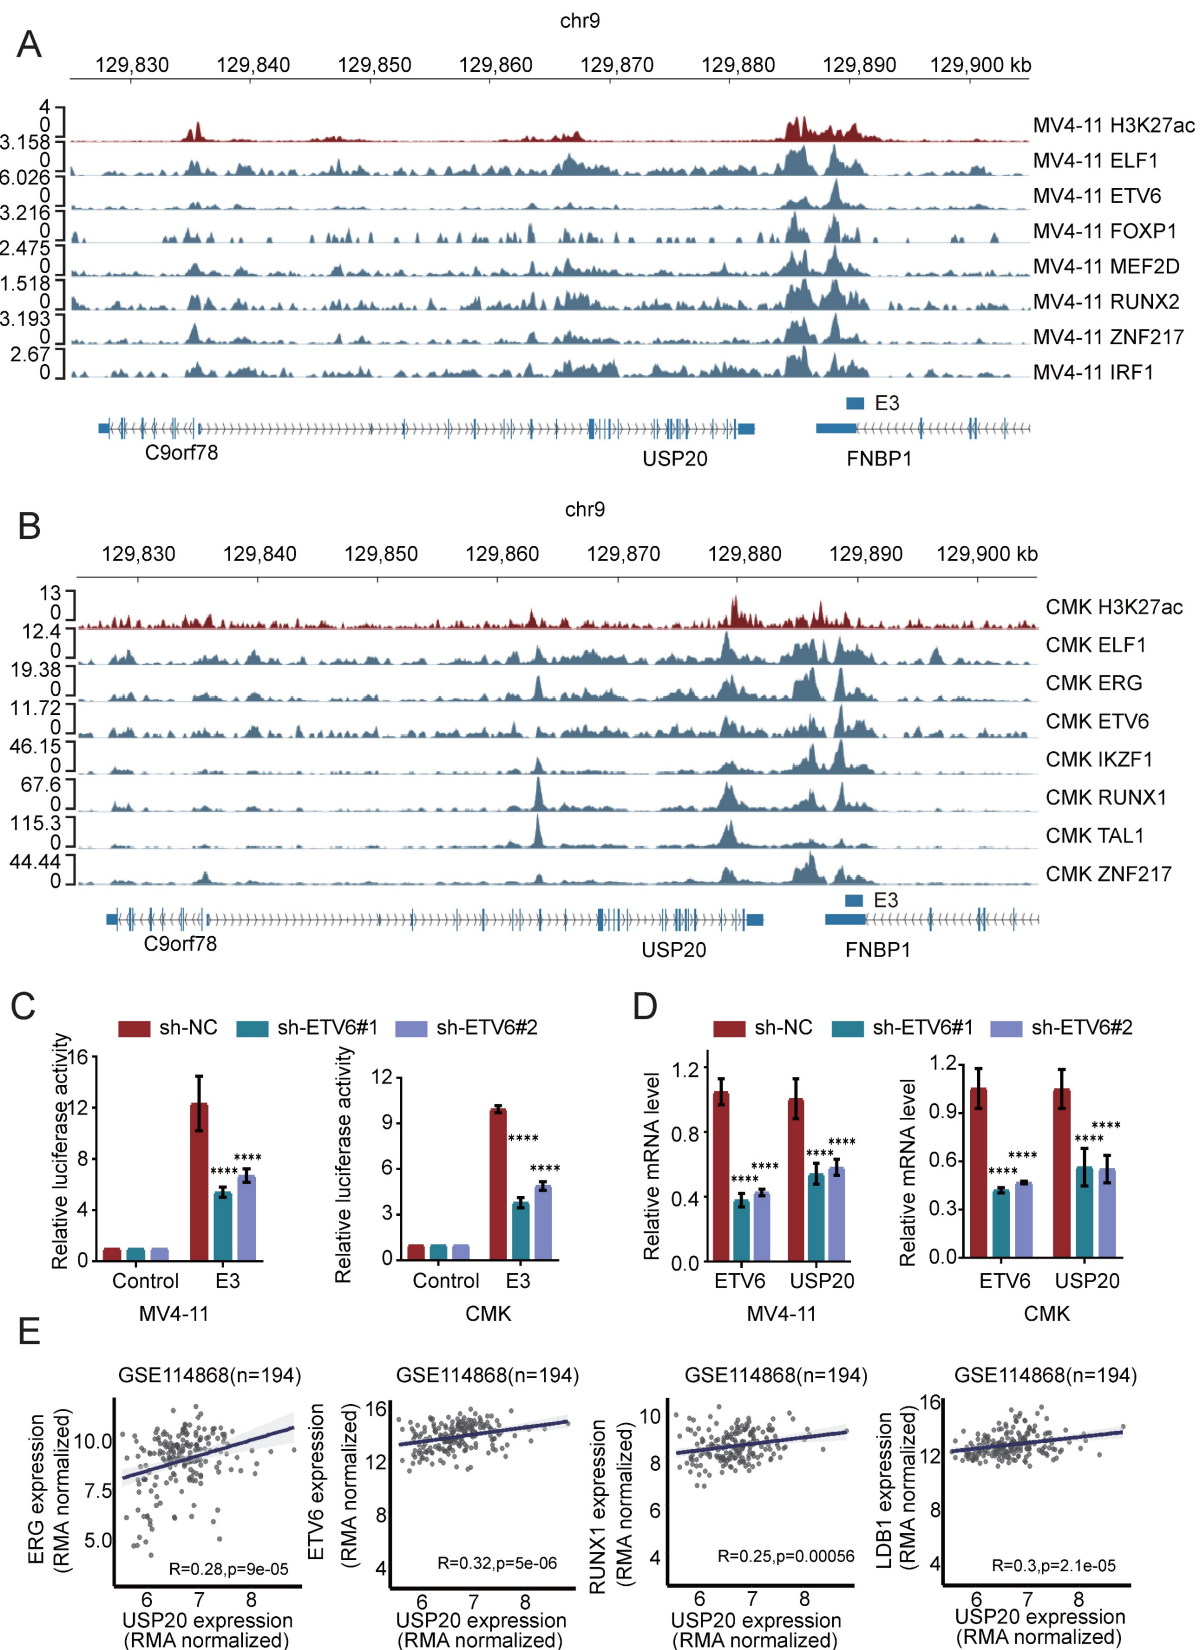 A
chr9
129,830 129,840 129,850 129,860 129,870 129,880 129,890 129,900 kb
4
0
MV4-11 H3K27ac
3.158
0
MV4-11 ELF1
6.026
0
MV4-11 ETV6
3.216
0
MV4-11 FOXP1
2.475
0
MV4-11 MEF2D
1.518
0
MV4-11 RUNX2
3.193
0
MV4-11 ZNF217
2.67
0
MV4-11 IRF1
E3
C9orf78 USP20 FNBP1
B
chr9
129,830 129,840 129,850 129,860 129,870 129,880 129,890 129,900 kb
13
0
CMK H3K27ac
12.4
0
CMK ELF1
19.38
0
CMK ERG
11.72
0
CMK ETV6
46.15
0
CMK IKZF1
67.6
0
CMK RUNX1
115.3
0
CMK TAL1
44.44
0
CMK ZNF217
E3
C9orf78 USP20 FNBP1
C
sh-NC sh-ETV6#1 sh-ETV6#2
Relative luciferase activity
16
12
8
4
0
**** ****
Control E3
MV4-11
Relative luciferase activity
12
9
6
3
0
**** ****
Control E3
CMK
D
sh-NC sh-ETV6#1 sh-ETV6#2
Relative mRNA level
1.2
0.8
0.4
0.0
**** **** **** ****
ETV6 USP20
MV4-11
Relative mRNA level
1.2
0.9
0.6
0.3
0.0
**** **** **** ****
ETV6 USP20
CMK
E
GSE114868(n=194)
ERG expression
(RMA normalized)
10.0
7.5
5.0
R=0.28,p=9e-05
6 7 8
USP20 expression
(RMA normalized)
GSE114868(n=194)
ETV6 expression
(RMA normalized)
16
12
8
4
R=0.32,p=5e-06
6 7 8
USP20 expression
(RMA normalized)
GSE114868(n=194)
RUNX1 expression
(RMA normalized)
10
8
6
4
R=0.25,p=0.00056
6 7 8
USP20 expression
(RMA normalized)
GSE114868(n=194)
LDB1 expression
(RMA normalized)
16
12
8
4
R=0.3,p=2.1e-05
6 7 8
USP20 expression
(RMA normalized)